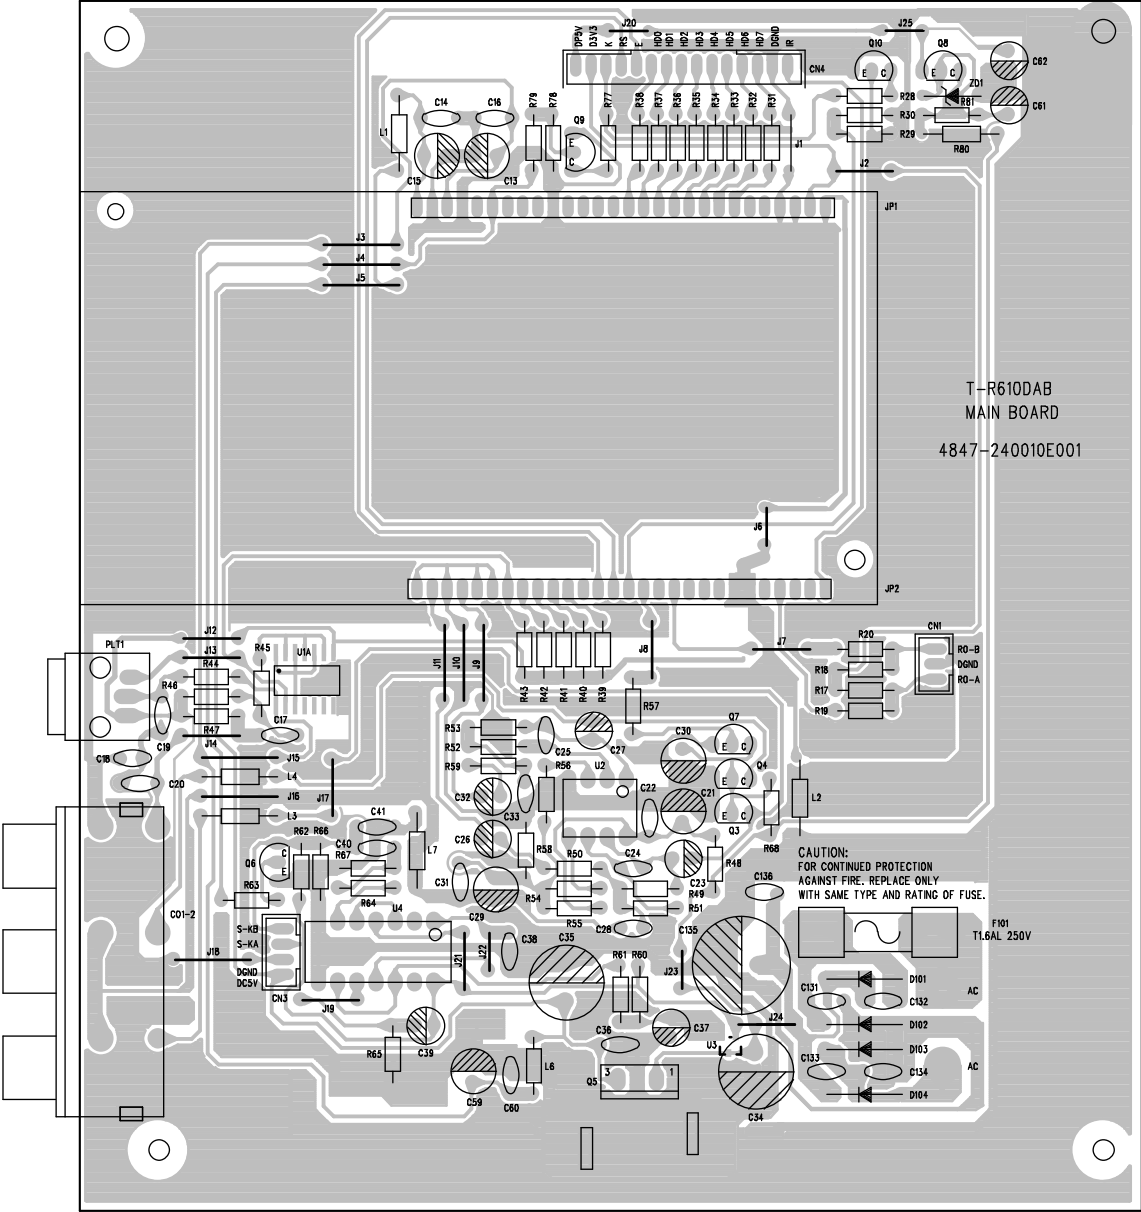 J20
J25
DP5V
D3V3
K
RS
E
HD0
HD1
HD2
HD3
HD4
HD5
HD6
HD7
DGND
IR
CN4
Q10
Q8
C62
E C
E C
ZD1
R28
R81
C61
R30
R29
R80
C14
C16
R79
R78
R77
R38
R37
R36
R35
R34
R33
R32
R31
L1
Q9
E
C
J1
J2
C15
C13
JP1
J3
J4
J5
T-R610DAB
MAIN BOARD
4847-240010E001
J6
JP2
PLT1
J12
J13
R45
U1A
R44
R46
R47
J14
C17
C19
C18
C20
J15
L4
J16
L3
J17
J11
J10
J9
R43
R42
R41
R40
R39
J8
J7
R20
R18
R17
R19
CN1
RO-B
DGND
RO-A
R57
R53
R52
R59
C25
C27
C30
Q7
E C
Q4
E C
R56
U2
C32
C33
C22
C21
Q3
E C
R68
L2
C41
C40
C26
R58
L7
R62
R66
R67
Q6
C
E
R63
R64
U4
C31
C29
R54
R50
R55
C24
R49
R51
C23
R48
C28
C136
CAUTION:
FOR CONTINUED PROTECTION
AGAINST FIRE. REPLACE ONLY
WITH SAME TYPE AND RATING OF FUSE.
F101
T1.6AL 250V
CO1-2
S-KB
S-KA
J18
DGND
DC5V
CN3
J19
J21
J22
C38
C35
R61
R60
J23
C135
D101
C131
C132
AC
J24
D102
D103
C133
C134
AC
D104
R65
C39
C59
C60
L6
C36
C37
U3
Q5
3 1
C34